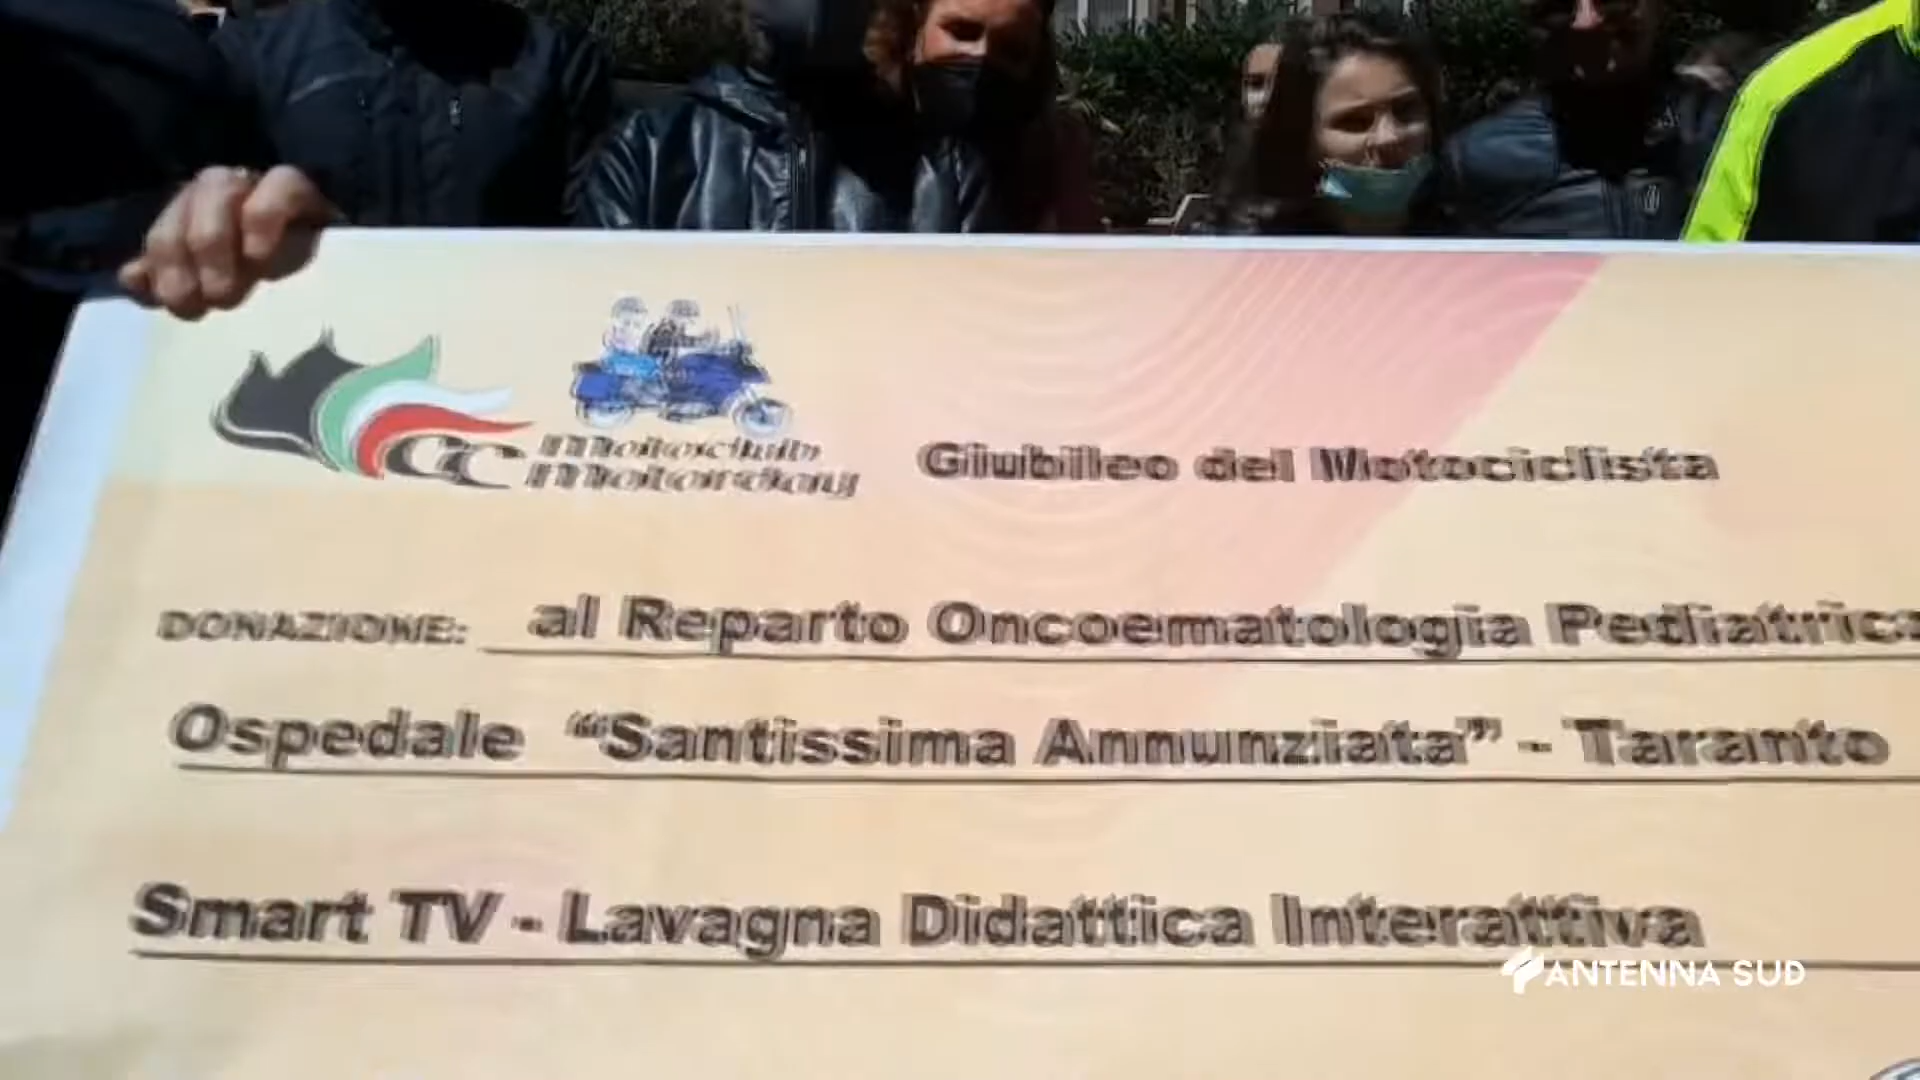 Motoclub
CC Motorday
Giubileo del Motociclista
DONAZIONE: al Reparto Oncoematologia Pediatrica
Ospedale “Santissima Annunziata” - Taranto
Smart TV - Lavagna Didattica Interattiva
ANTENNA SUD